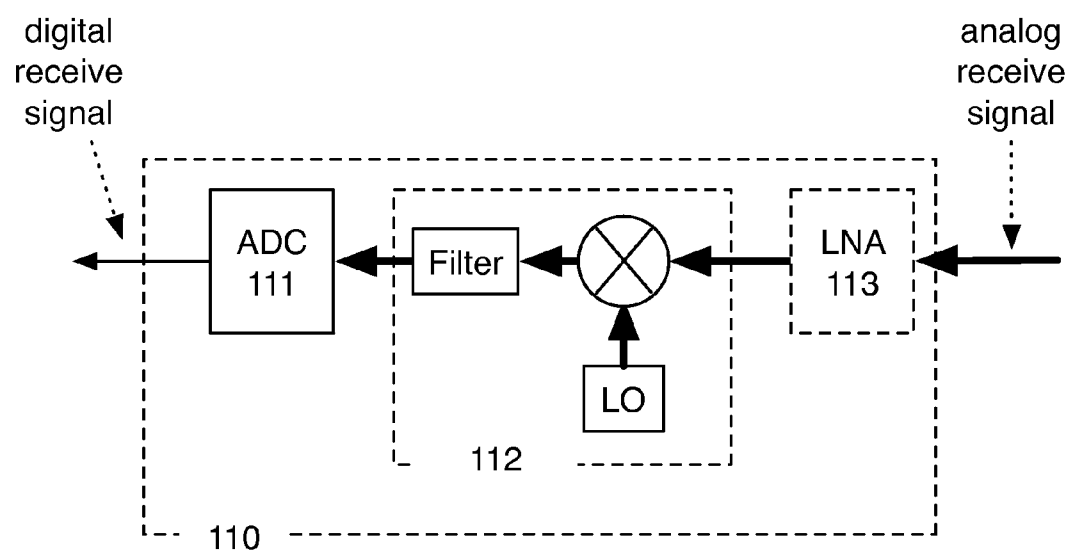 digital
receive
signal
analog
receive
signal
ADC
111
Filter
LNA
113
LO
112
110